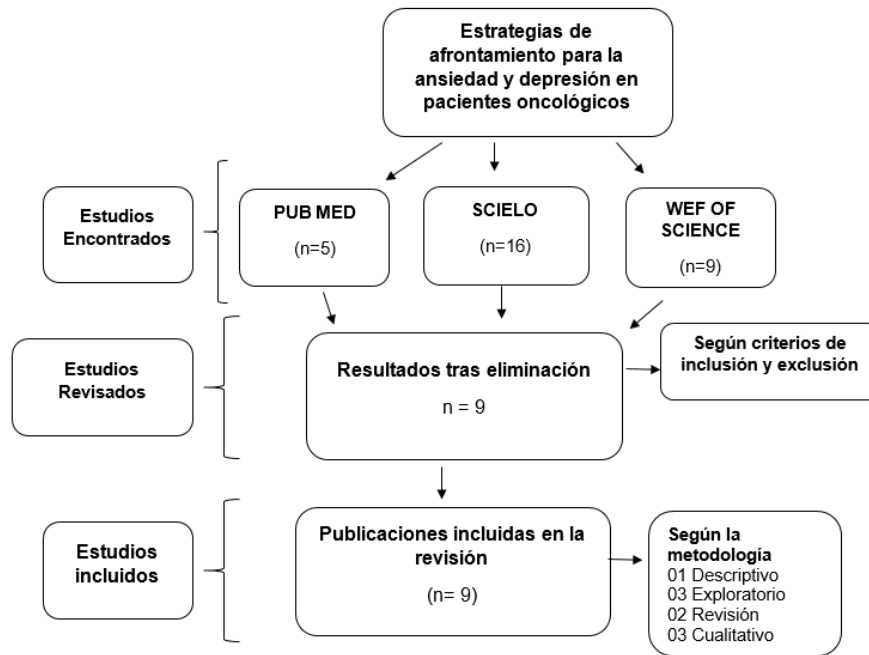 Estrategias de
afrontamiento para la
ansiedad y depresión en
pacientes oncológicos
Estudios
Encontrados
PUB MED
(n=5)
SCIELO
(n=16)
WEF OF
SCIENCE
(n=9)
Estudios
Revisados
Resultados tras eliminación
n = 9
Según criterios de
inclusión y exclusión
Estudios
incluidos
Publicaciones incluidas en la
revisión
(n= 9)
Según la
metodología
01 Descriptivo
03 Exploratorio
02 Revisión
03 Cualitativo